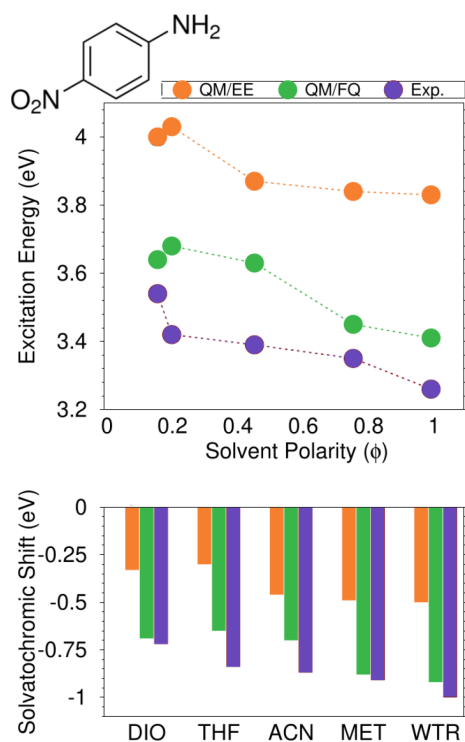 NH₂
O₂N
QM/EE QM/FQ Exp.
Excitation Energy (eV)
4
3.8
3.6
3.4
3.2
0 0.2 0.4 0.6 0.8 1
Solvent Polarity (ϕ)
Solvatochromic Shift (eV)
0
-0.25
-0.5
-0.75
-1
DIO THF ACN MET WTR